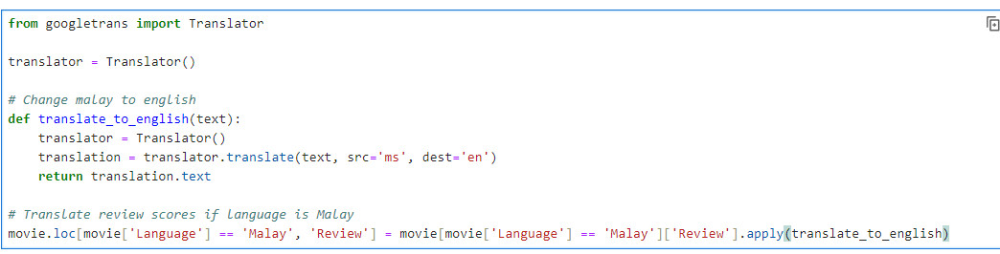 from googletrans import Translator
translator = Translator()
# Change malay to english
def translate_to_english(text):
    translator = Translator()
    translation = translator.translate(text, src='ms', dest='en')
    return translation.text
# Translate review scores if language is Malay
movie.loc[movie['Language'] == 'Malay', 'Review'] = movie[movie['Language'] == 'Malay']['Review'].apply(translate_to_english)